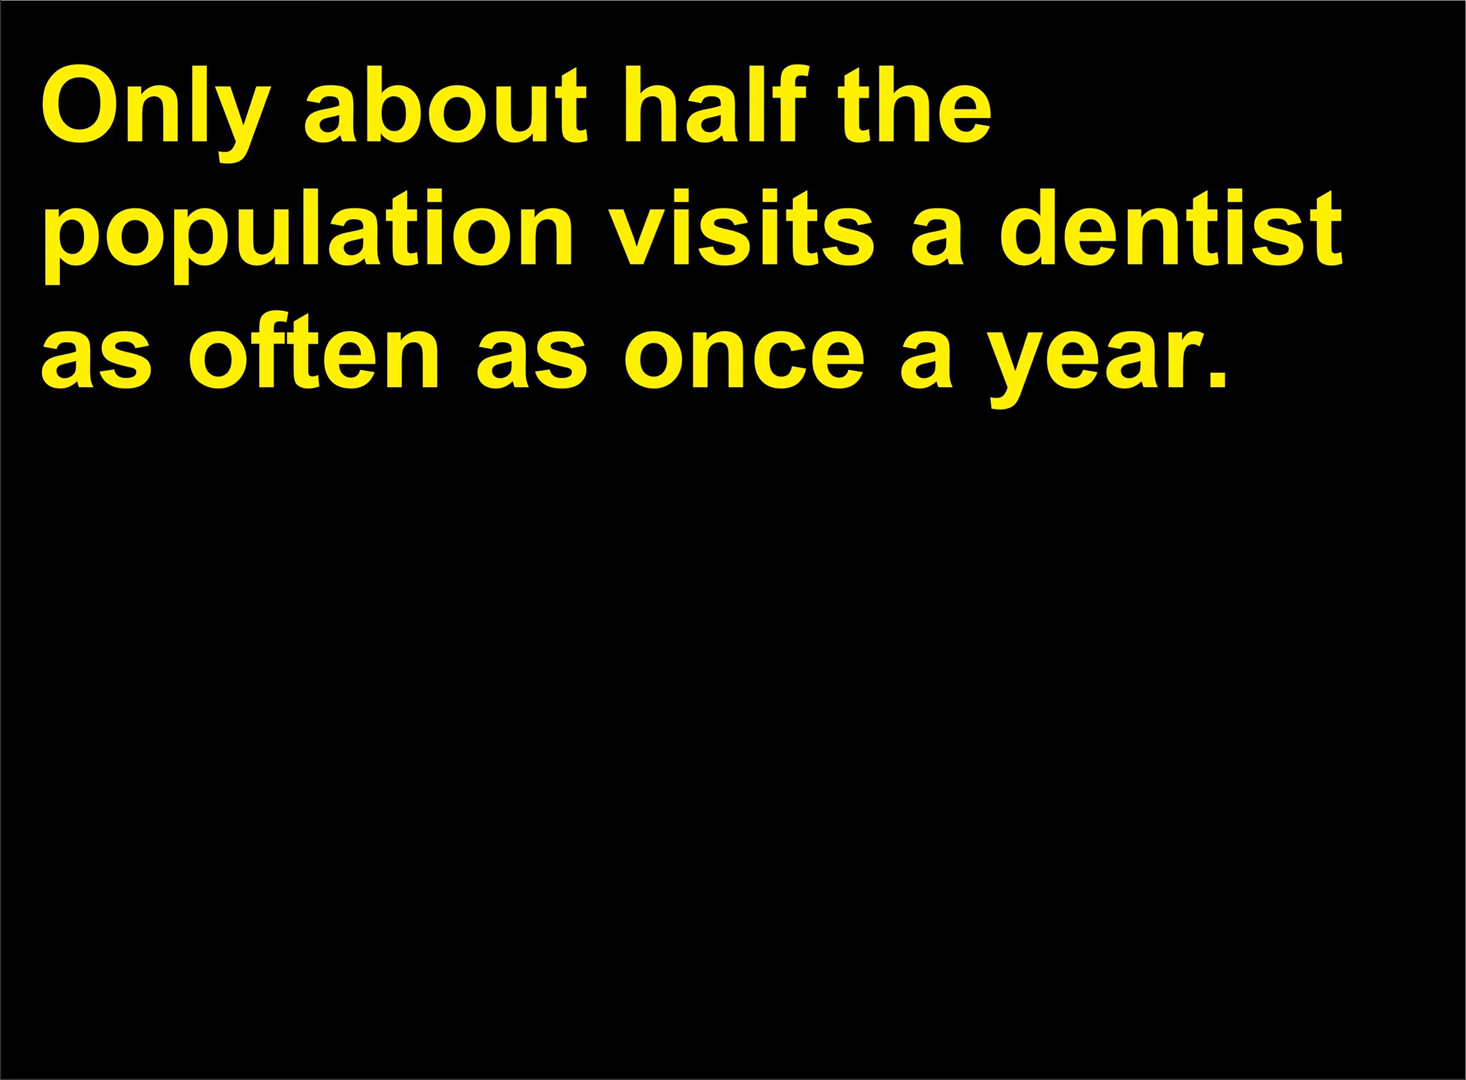 Only about half the
population visits a dentist
as often as once a year.